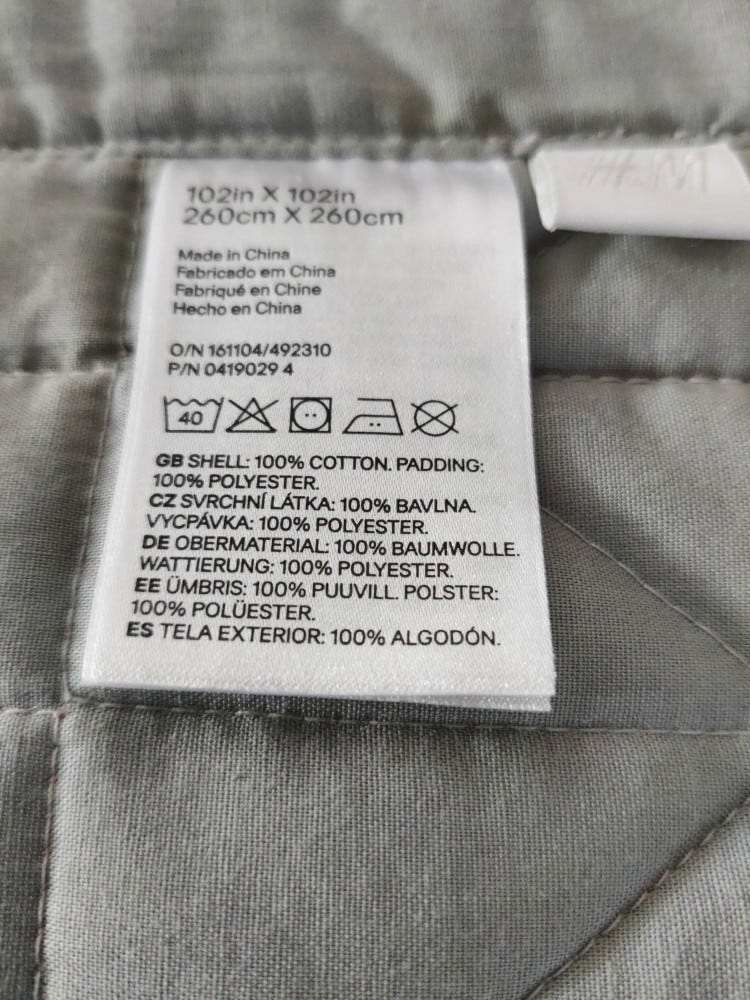 102in X 102in
260cm X 260cm
Made in China
Fabricado em China
Fabriqué en Chine
Hecho en China
O/N 161104/492310
P/N 0419029 4
40
GB SHELL: 100% COTTON. PADDING:
100% POLYESTER.
CZ SVRCHNÍ LÁTKA: 100% BAVLNA.
VYCPÁVKA: 100% POLYESTER.
DE OBERMATERIAL: 100% BAUMWOLLE.
WATTIERUNG: 100% POLYESTER.
EE ÜMBRIS: 100% PUUVILL. POLSTER:
100% POLÜESTER.
ES TELA EXTERIOR: 100% ALGODÓN.